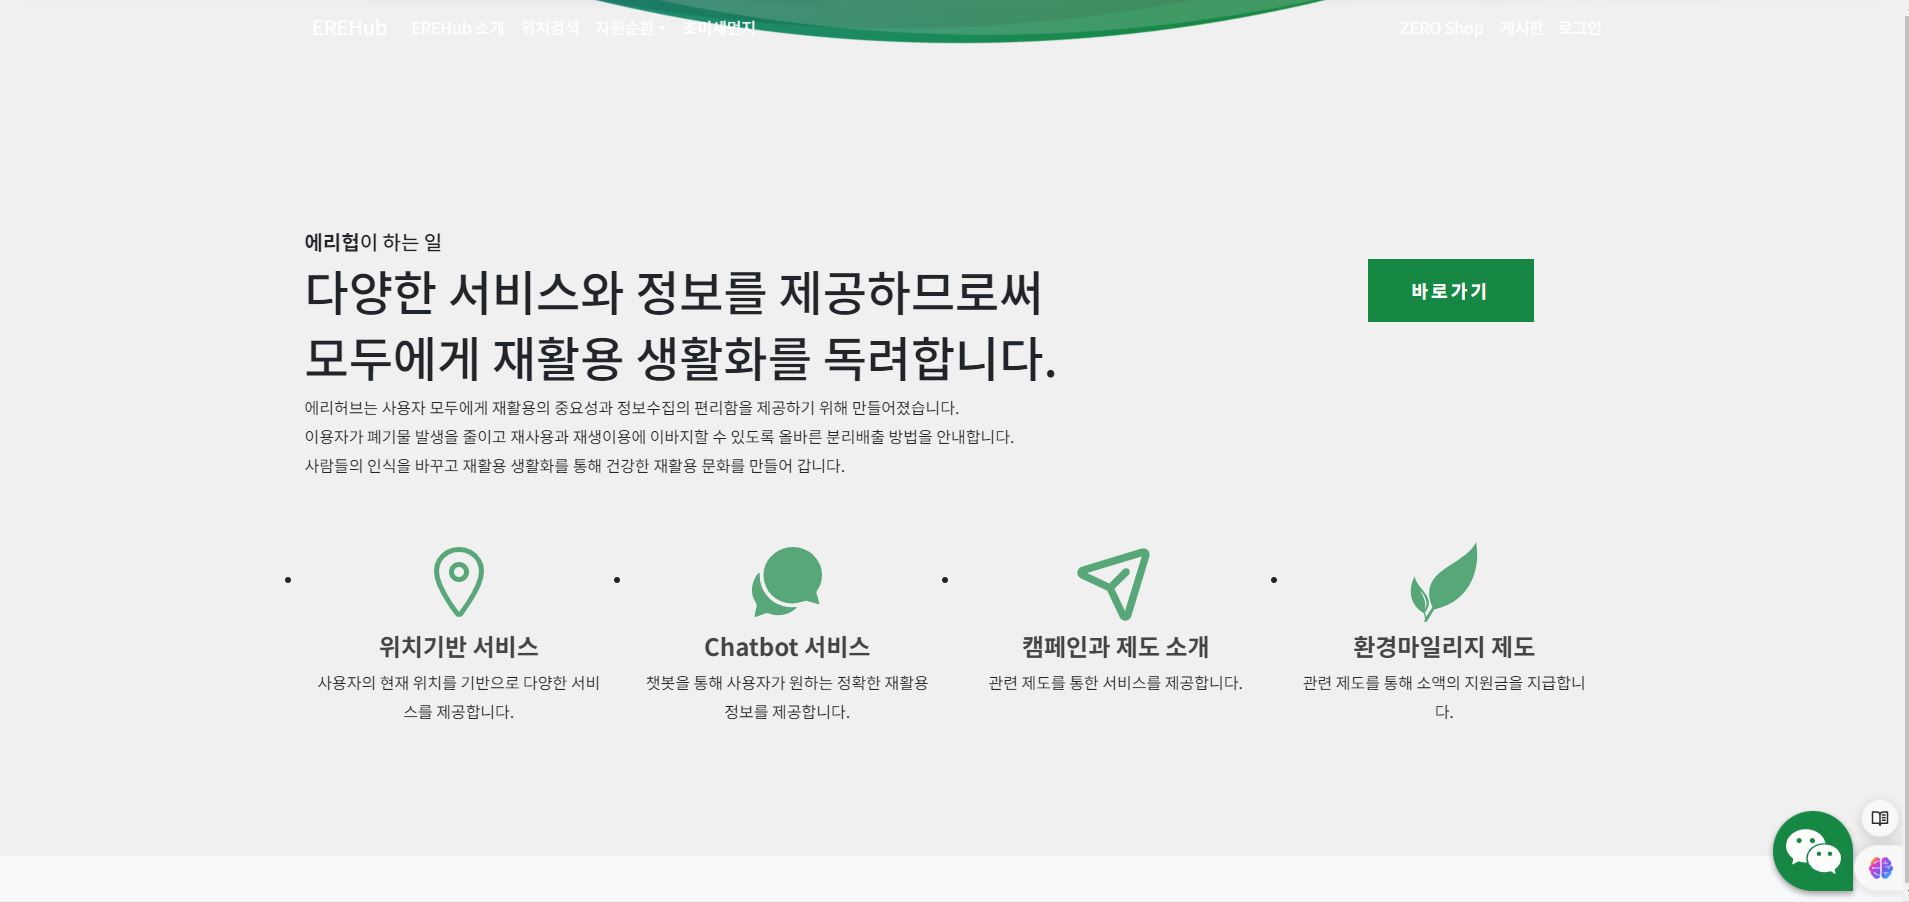 EREHub EREHub 소개 위치검색 자원순환 초미세먼지 ZERO Shop 게시판 로그인
에리헙이 하는 일
다양한 서비스와 정보를 제공하므로써
바로가기
모두에게 재활용 생활화를 독려합니다.
에리허브는 사용자 모두에게 재활용의 중요성과 정보수집의 편리함을 제공하기 위해 만들어졌습니다.
이용자가 폐기물 발생을 줄이고 재사용과 재생이용에 이바지할 수 있도록 올바른 분리배출 방법을 안내합니다.
사람들의 인식을 바꾸고 재활용 생활화를 통해 건강한 재활용 문화를 만들어 갑니다.
위치기반 서비스
사용자의 현재 위치를 기반으로 다양한 서비
스를 제공합니다.
Chatbot 서비스
챗봇을 통해 사용자가 원하는 정확한 재활용
정보를 제공합니다.
캠페인과 제도 소개
관련 제도를 통한 서비스를 제공합니다.
환경마일리지 제도
관련 제도를 통해 소액의 지원금을 지급합니
다.